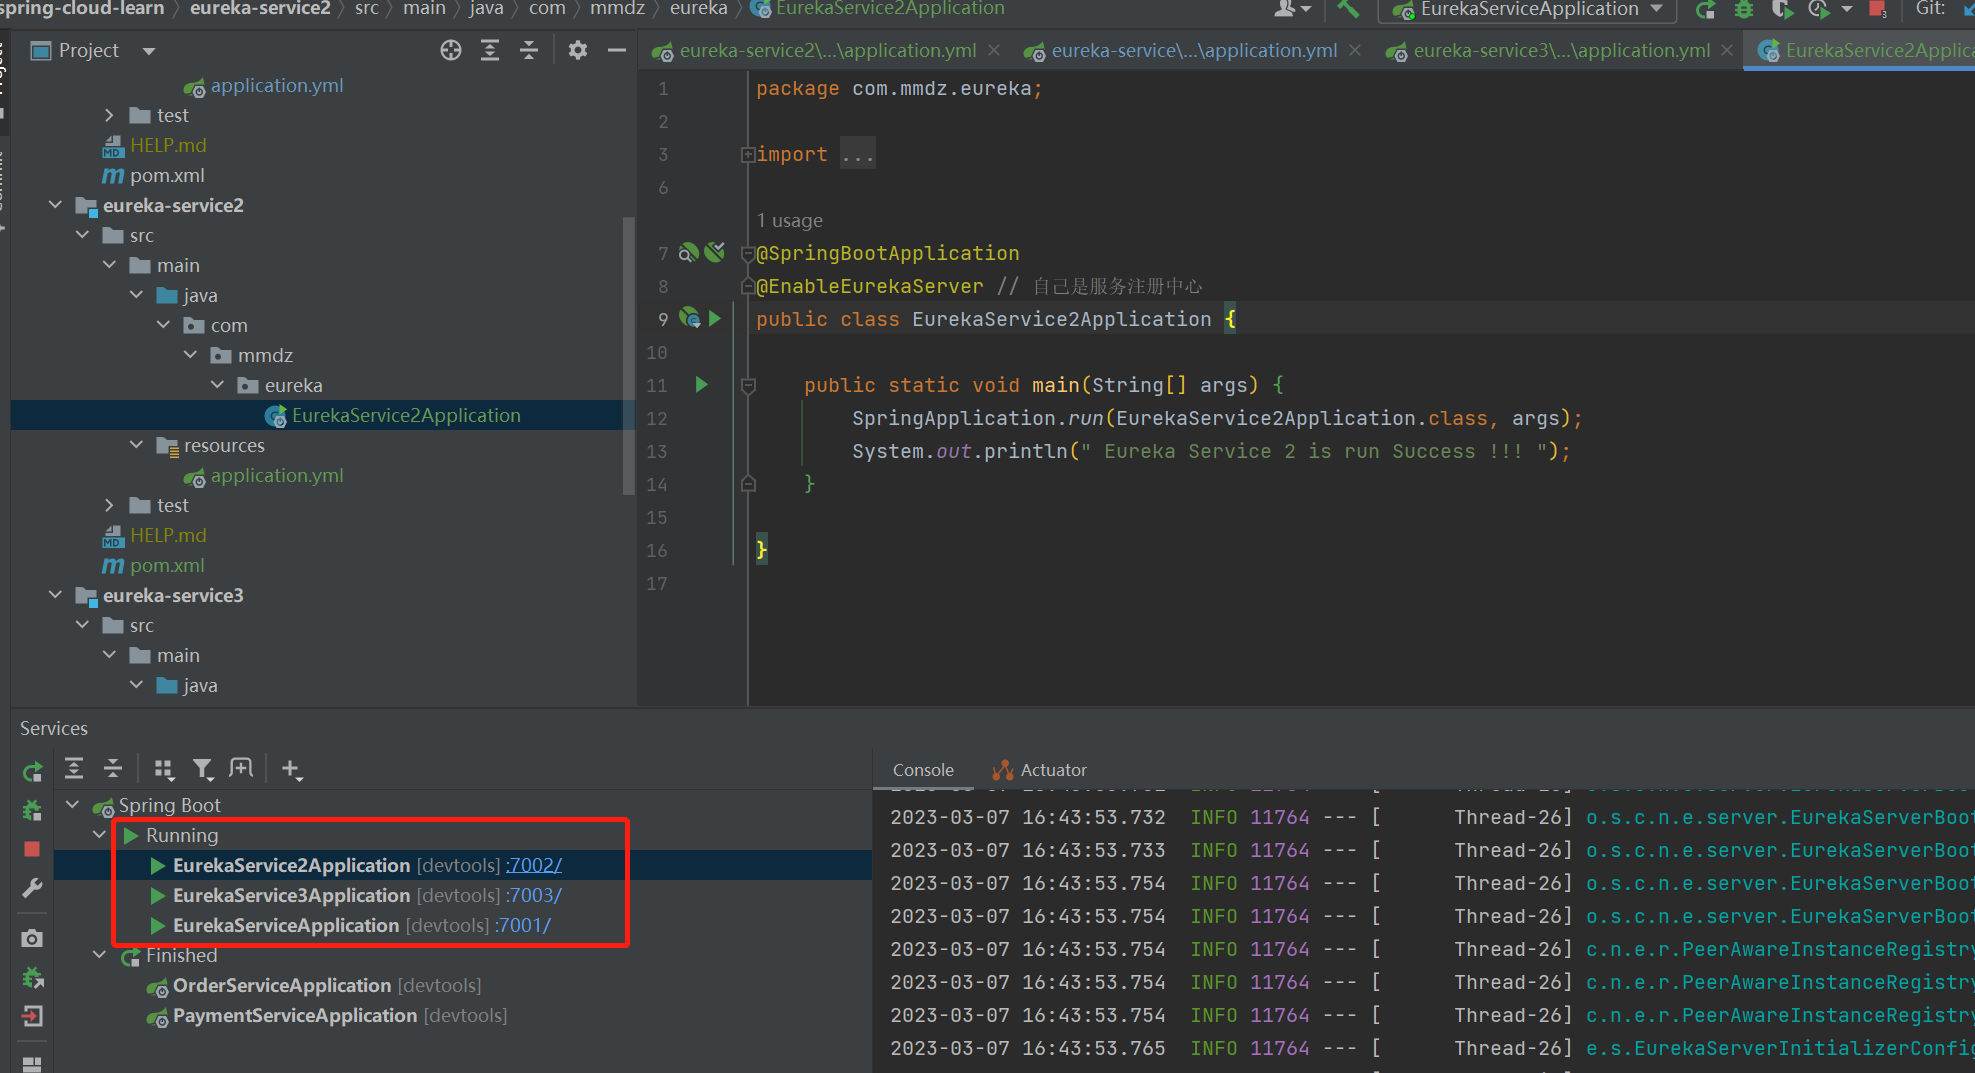 spring-cloud-learn eureka-service2 src main java com mmdz eureka EurekaService2Application
EurekaServiceApplication
3
Git:
Project
eureka-service2\...\application.yml
eureka-service\...\application.yml
eureka-service3\...\application.yml
EurekaService2Applica
application.yml
test
HELP.md
pom.xml
eureka-service2
src
main
java
com
mmdz
eureka
EurekaService2Application
resources
application.yml
test
HELP.md
pom.xml
eureka-service3
src
main
java
1 package com.mmdz.eureka;
2
3 import ...
6
1 usage
7 @SpringBootApplication
8 @EnableEurekaServer // 自己是服务注册中心
9 public class EurekaService2Application {
10
11 public static void main(String[] args) {
12 SpringApplication.run(EurekaService2Application.class, args);
13 System.out.println(" Eureka Service 2 is run Success !!! ");
14 }
15
16 }
17
Services
Spring Boot
Running
EurekaService2Application [devtools] :7002/
EurekaService3Application [devtools] :7003/
EurekaServiceApplication [devtools] :7001/
Finished
OrderServiceApplication [devtools]
PaymentServiceApplication [devtools]
Console
Actuator
2023-03-07 16:43:53.732 INFO 11764 --- [ Thread-26] o.s.c.n.e.server.EurekaServerBoot
2023-03-07 16:43:53.733 INFO 11764 --- [ Thread-26] o.s.c.n.e.server.EurekaServerBoot
2023-03-07 16:43:53.754 INFO 11764 --- [ Thread-26] o.s.c.n.e.server.EurekaServerBoot
2023-03-07 16:43:53.754 INFO 11764 --- [ Thread-26] o.s.c.n.e.server.EurekaServerBoot
2023-03-07 16:43:53.754 INFO 11764 --- [ Thread-26] c.n.e.r.PeerAwareInstanceRegistry
2023-03-07 16:43:53.754 INFO 11764 --- [ Thread-26] c.n.e.r.PeerAwareInstanceRegistry
2023-03-07 16:43:53.754 INFO 11764 --- [ Thread-26] c.n.e.r.PeerAwareInstanceRegistry
2023-03-07 16:43:53.765 INFO 11764 --- [ Thread-26] e.s.EurekaServerInitializerConfig